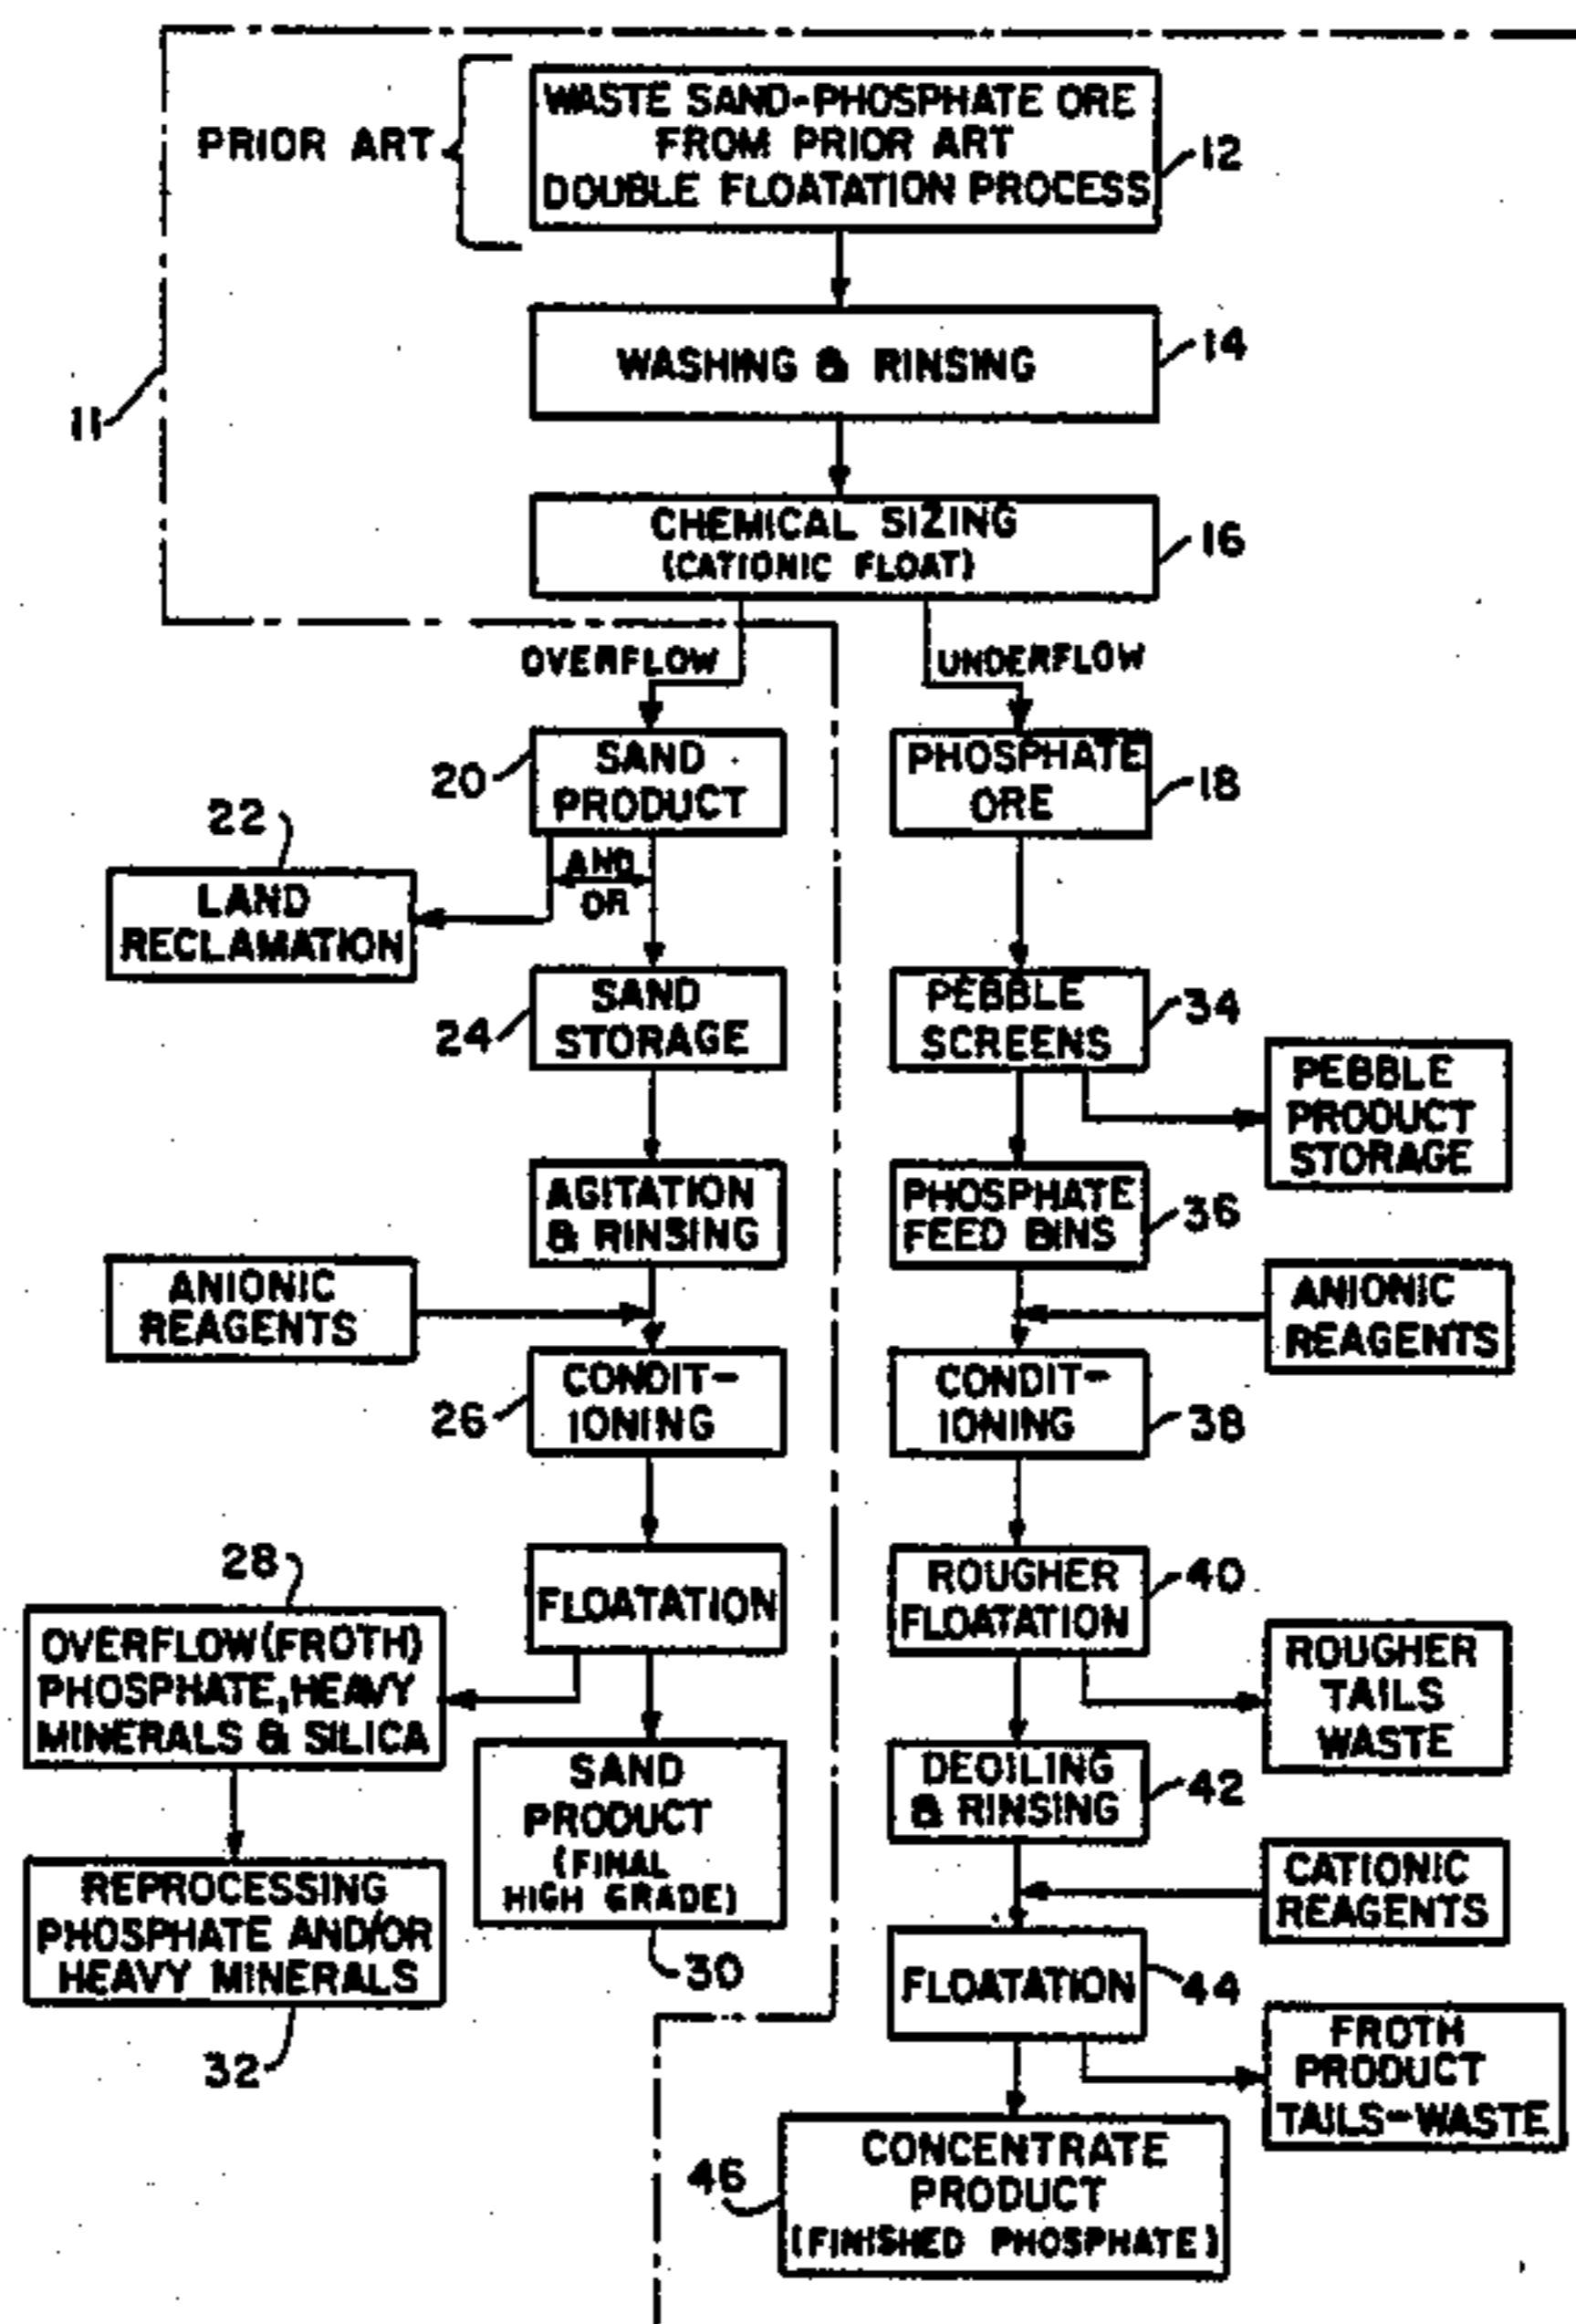 PRIOR ART
WASTE SAND-PHOSPHATE ORE
FROM PRIOR ART
DOUBLE FLOATATION PROCESS
12
WASHING & RINSING
14
11
CHEMICAL SIZING
(CATIONIC FLOAT)
16
OVERFLOW
UNDERFLOW
20
SAND
PRODUCT
PHOSPHATE
ORE
18
22
LAND
RECLAMATION
AND
OR
24
SAND
STORAGE
PEBBLE
SCREENS
34
PEBBLE
PRODUCT
STORAGE
AGITATION
& RINSING
PHOSPHATE
FEED BINS
36
ANIONIC
REAGENTS
ANIONIC
REAGENTS
26
CONDIT-
IONING
CONDIT-
IONING
38
28
FLOATATION
ROUGHER
FLOATATION
40
OVERFLOW (FROTH)
PHOSPHATE, HEAVY
MINERALS & SILICA
ROUGHER
TAILS
WASTE
SAND
PRODUCT
(FINAL
HIGH GRADE)
30
DEOILING
& RINSING
42
REPROCESSING
PHOSPHATE AND/OR
HEAVY MINERALS
32
CATIONIC
REAGENTS
FLOATATION
44
FROTH
PRODUCT
TAILS-WASTE
46
CONCENTRATE
PRODUCT
(FINISHED PHOSPHATE)